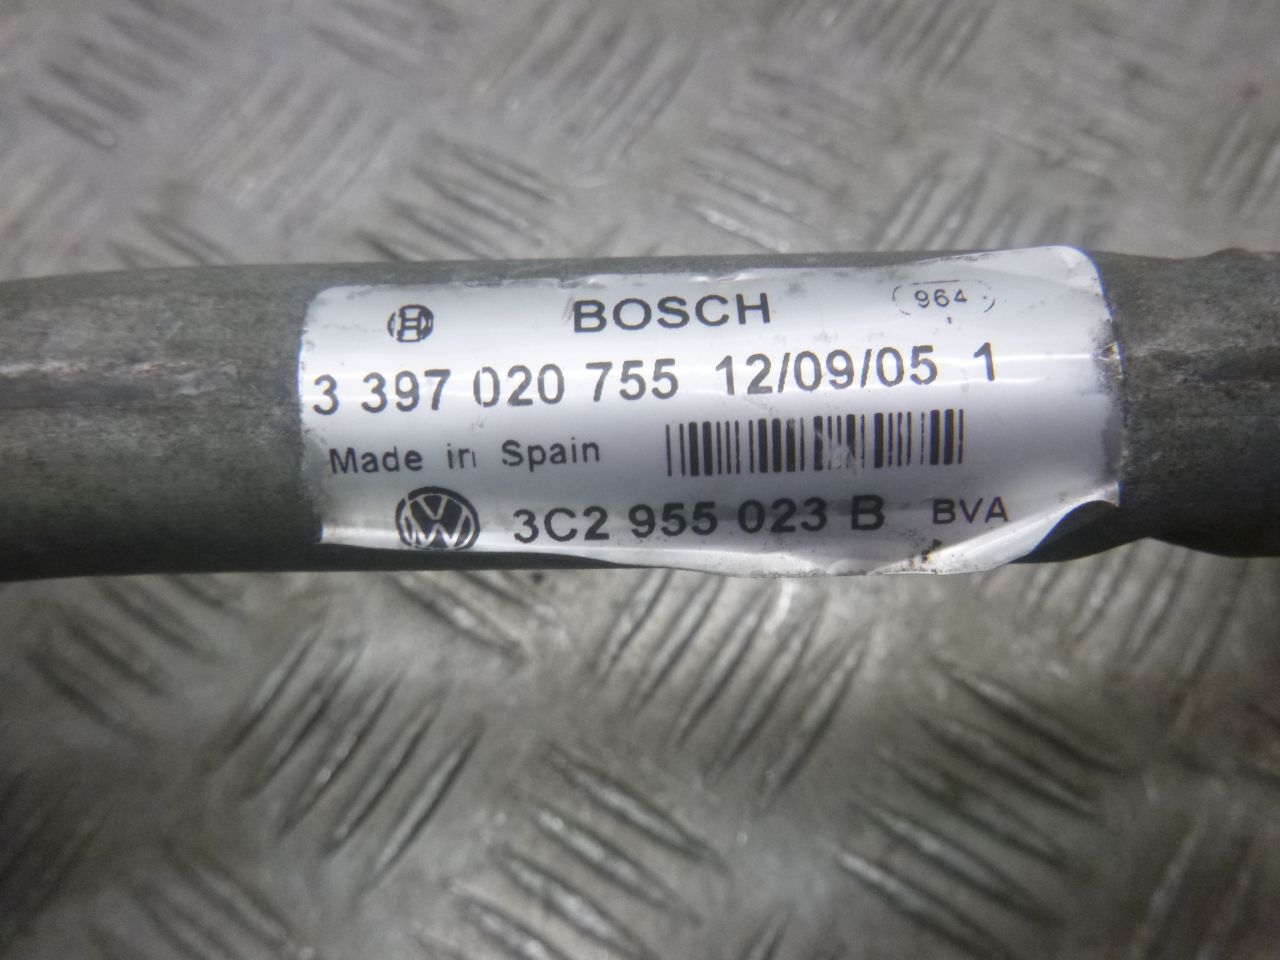 BOSCH 964
3 397 020 755 12/09/05 1
Made in Spain
3C2 955 023 B BVA